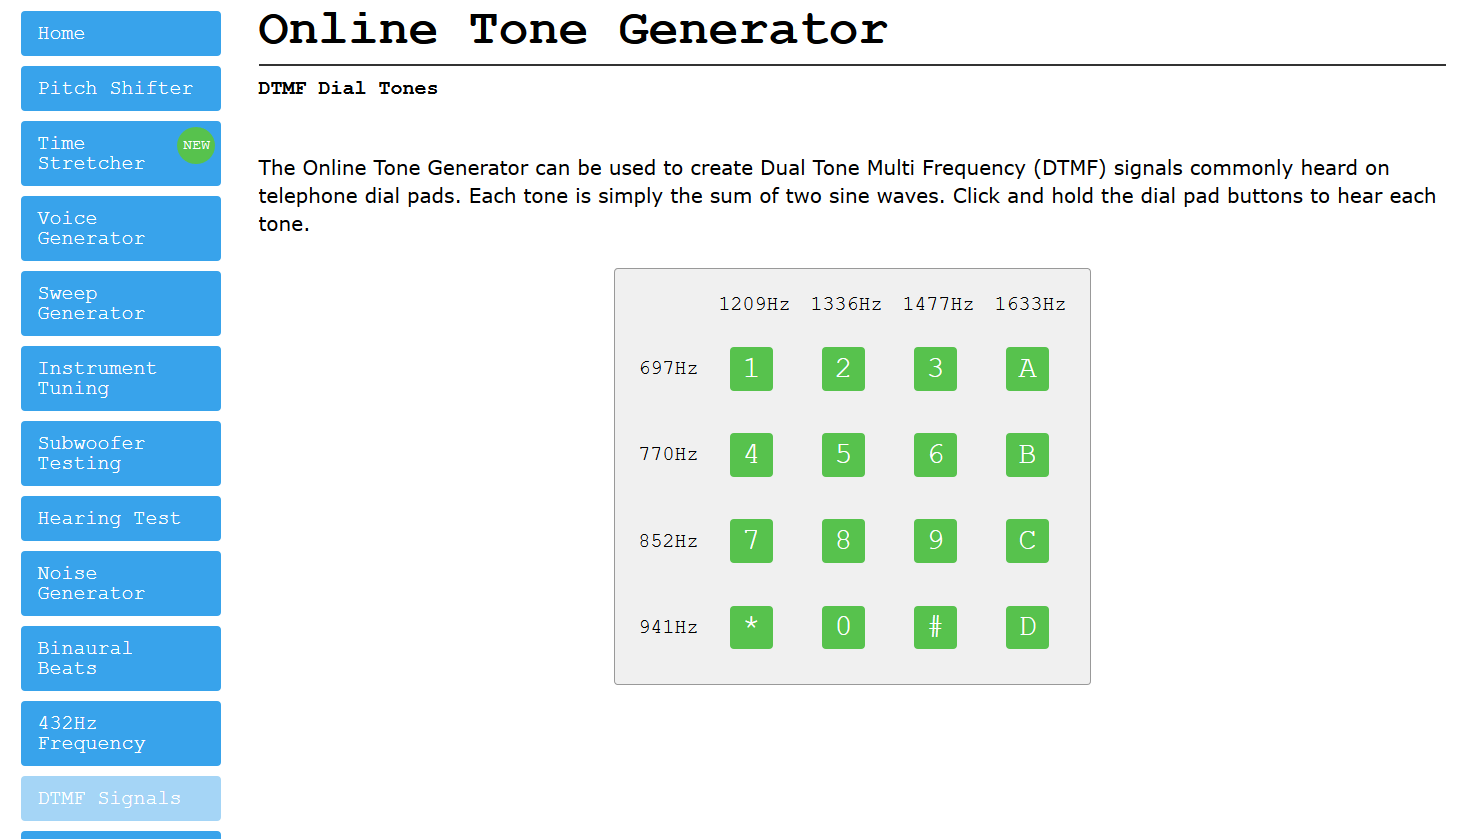 Home
Pitch Shifter
Time
Stretcher
NEW
Voice
Generator
Sweep
Generator
Instrument
Tuning
Subwoofer
Testing
Hearing Test
Noise
Generator
Binaural
Beats
432Hz
Frequency
DTMF Signals
Online Tone Generator
DTMF Dial Tones
The Online Tone Generator can be used to create Dual Tone Multi Frequency (DTMF) signals commonly heard on
telephone dial pads. Each tone is simply the sum of two sine waves. Click and hold the dial pad buttons to hear each
tone.
1209Hz 1336Hz 1477Hz 1633Hz
697Hz 1 2 3 A
770Hz 4 5 6 B
852Hz 7 8 9 C
941Hz * 0 # D